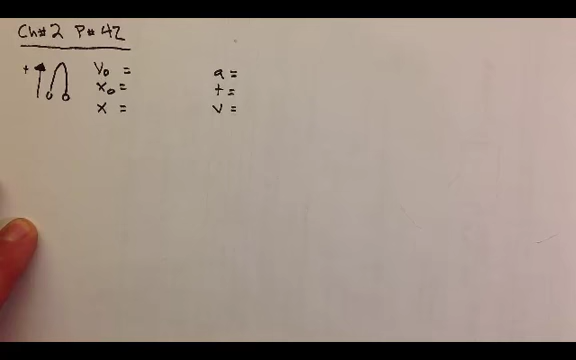 Ch# 2 P# 42
+
V₀ = a =
X₀ = t =
X = V =